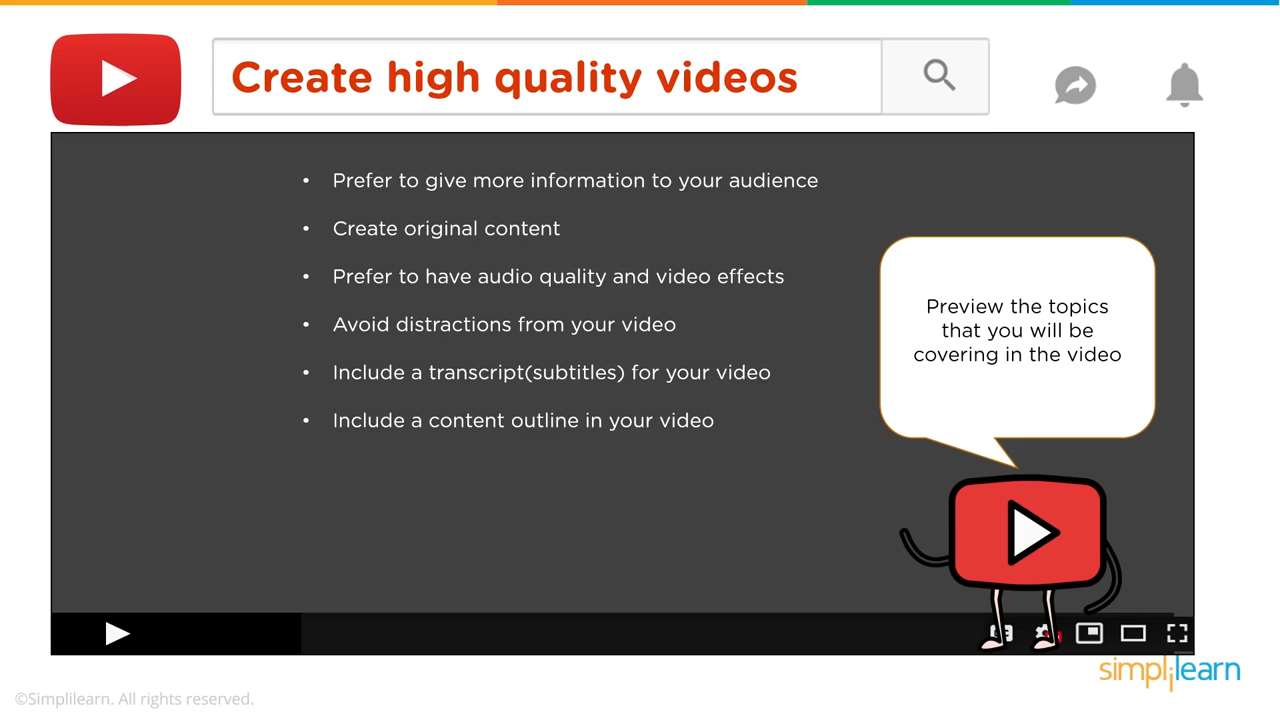 Create high quality videos
• Prefer to give more information to your audience
• Create original content
• Prefer to have audio quality and video effects
• Avoid distractions from your video
• Include a transcript(subtitles) for your video
• Include a content outline in your video
Preview the topics
that you will be
covering in the video
simplilearn
©Simplilearn. All rights reserved.